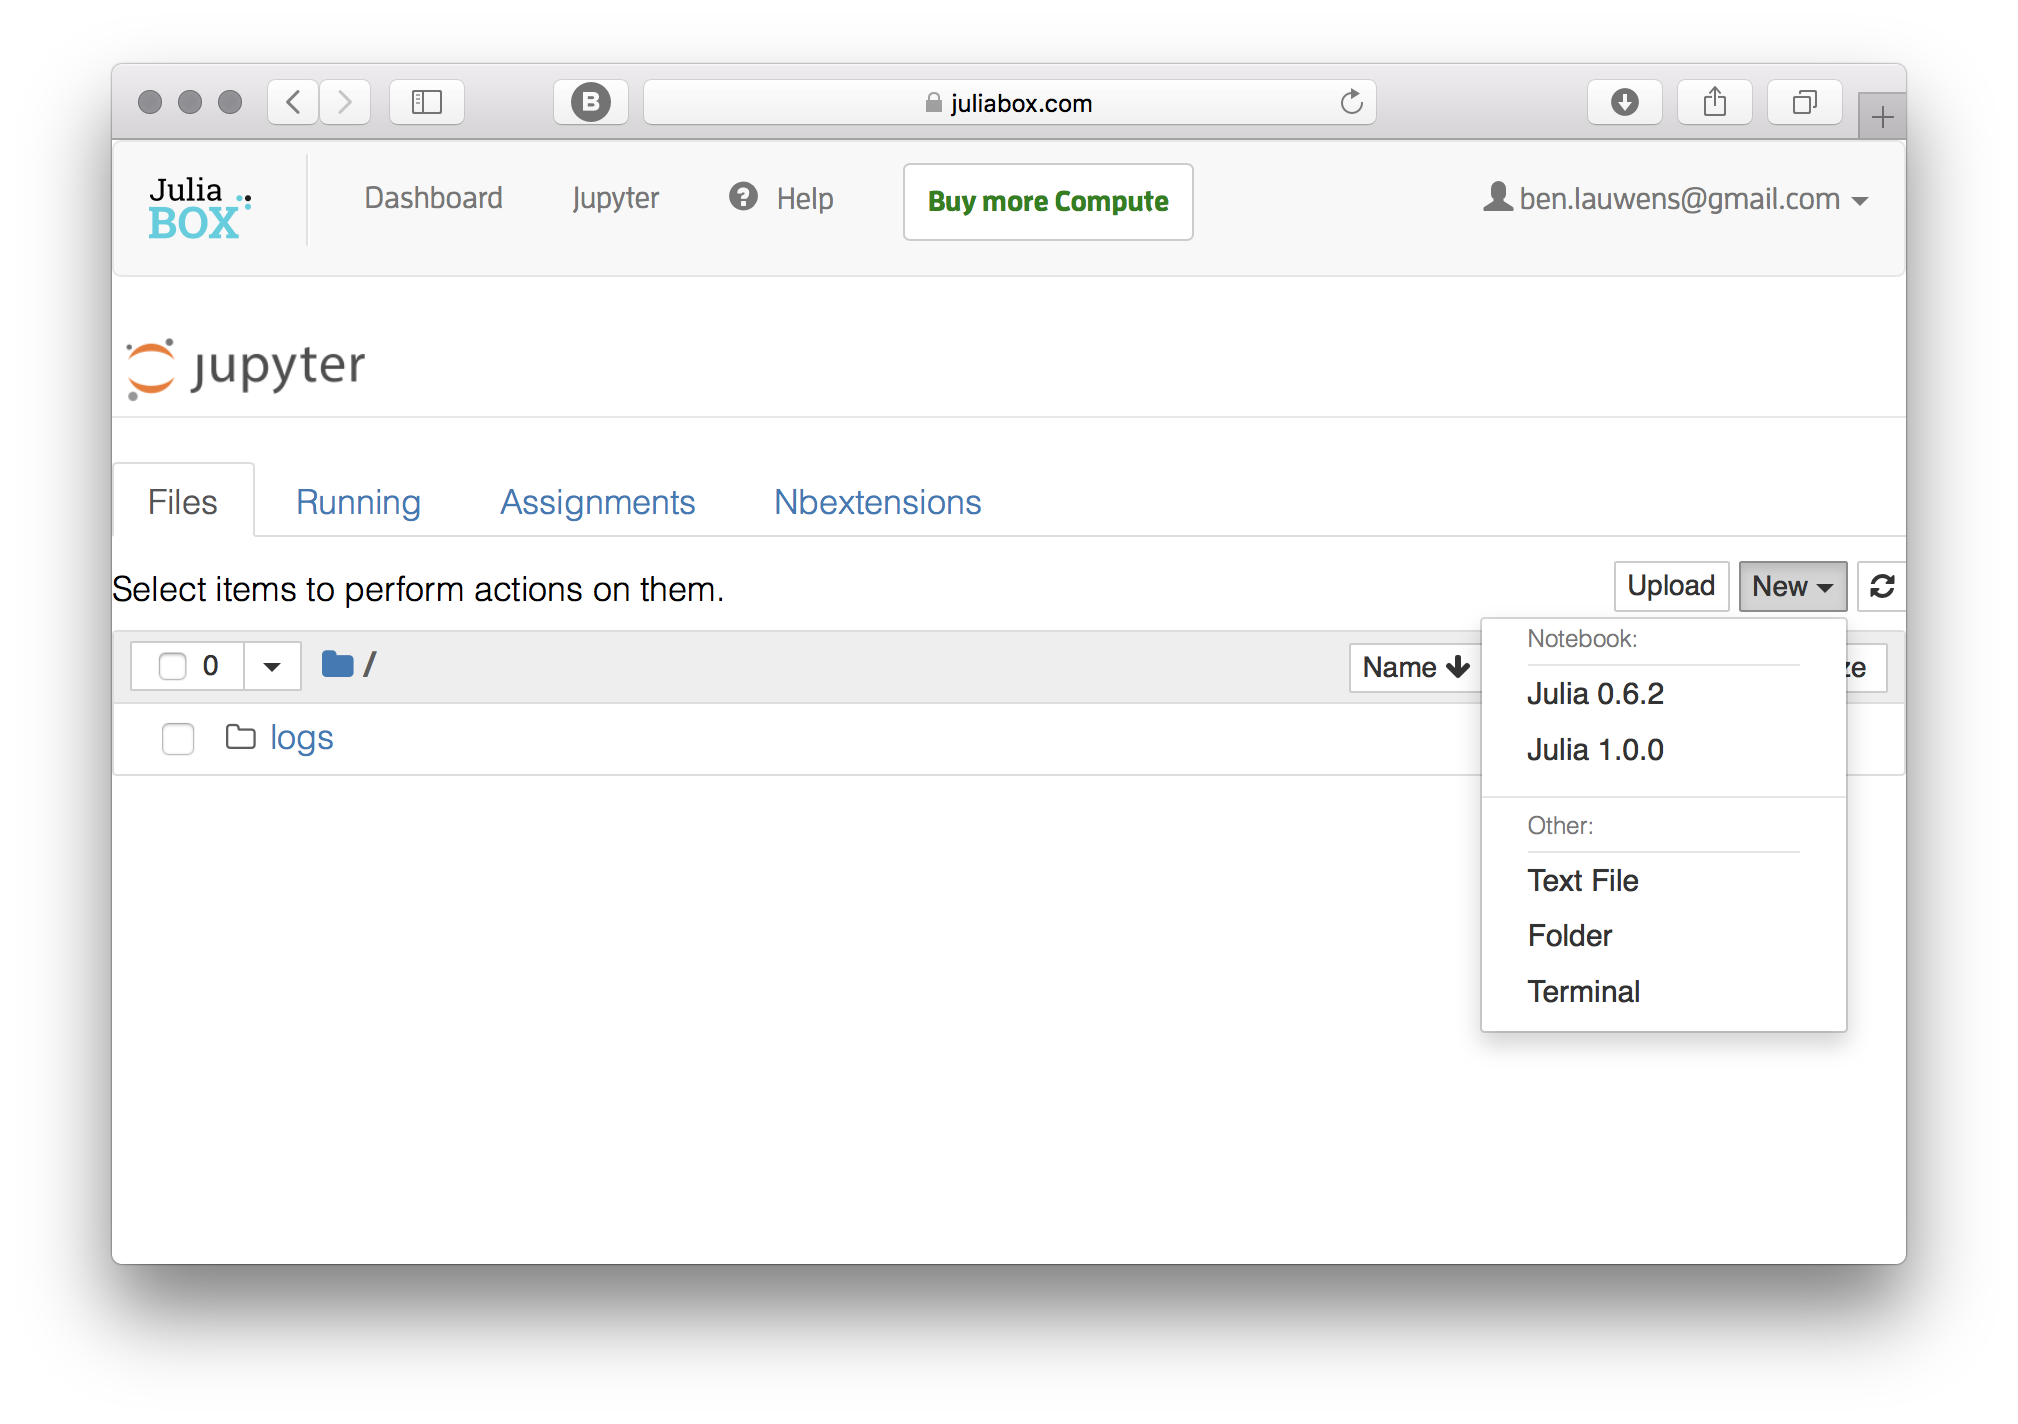 B
juliabox.com
Julia
BOX
Dashboard
Jupyter
? Help
Buy more Compute
ben.lauwens@gmail.com
jupyter
Files
Running
Assignments
Nbextensions
Select items to perform actions on them.
Upload
New
0
/
Name
ze
logs
Notebook:
Julia 0.6.2
Julia 1.0.0
Other:
Text File
Folder
Terminal